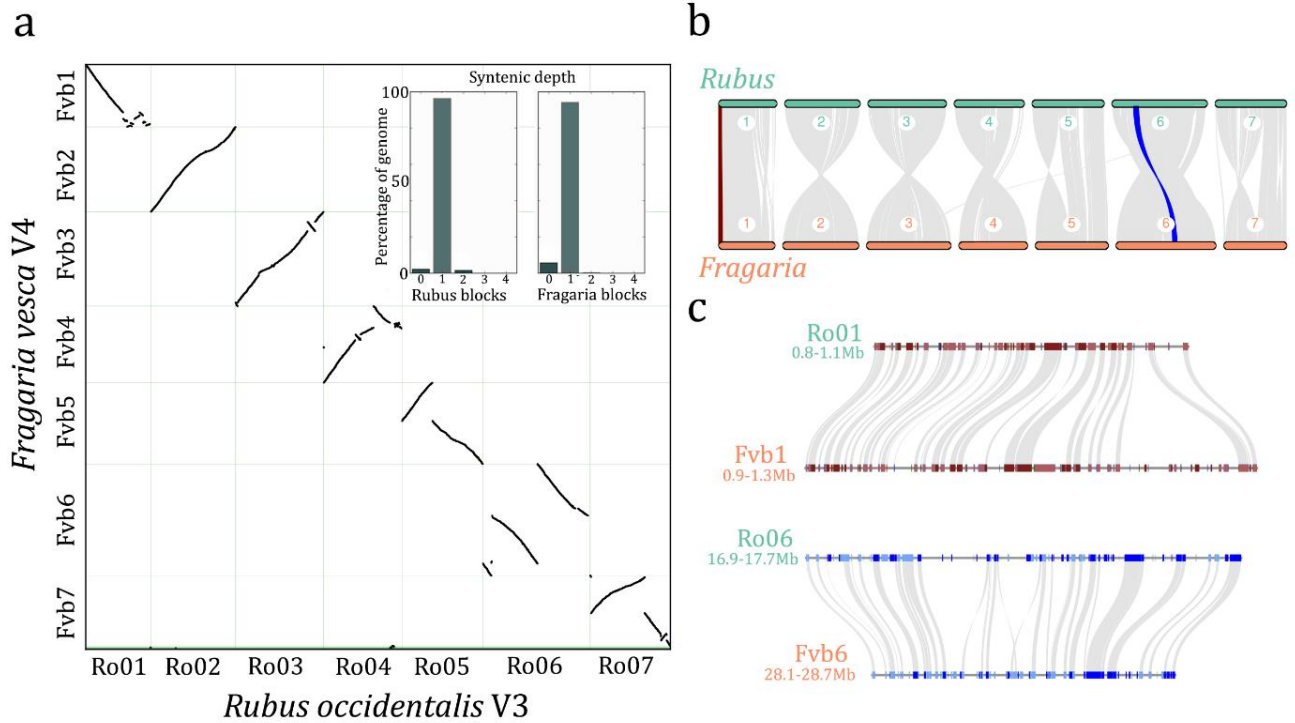 a
Fragaria vesca V4
Fvb1
Fvb2
Fvb3
Fvb4
Fvb5
Fvb6
Fvb7
Syntenic depth
Percentage of genome
100
50
0
0 1 2 3 4
Rubus blocks
0 1 2 3 4
Fragaria blocks
Ro01 Ro02 Ro03 Ro04 Ro05 Ro06 Ro07
Rubus occidentalis V3
b
Rubus
1 2 3 4 5 6 7
1 2 3 4 5 6 7
Fragaria
c
Ro01
0.8-1.1Mb
Fvb1
0.9-1.3Mb
Ro06
16.9-17.7Mb
Fvb6
28.1-28.7Mb